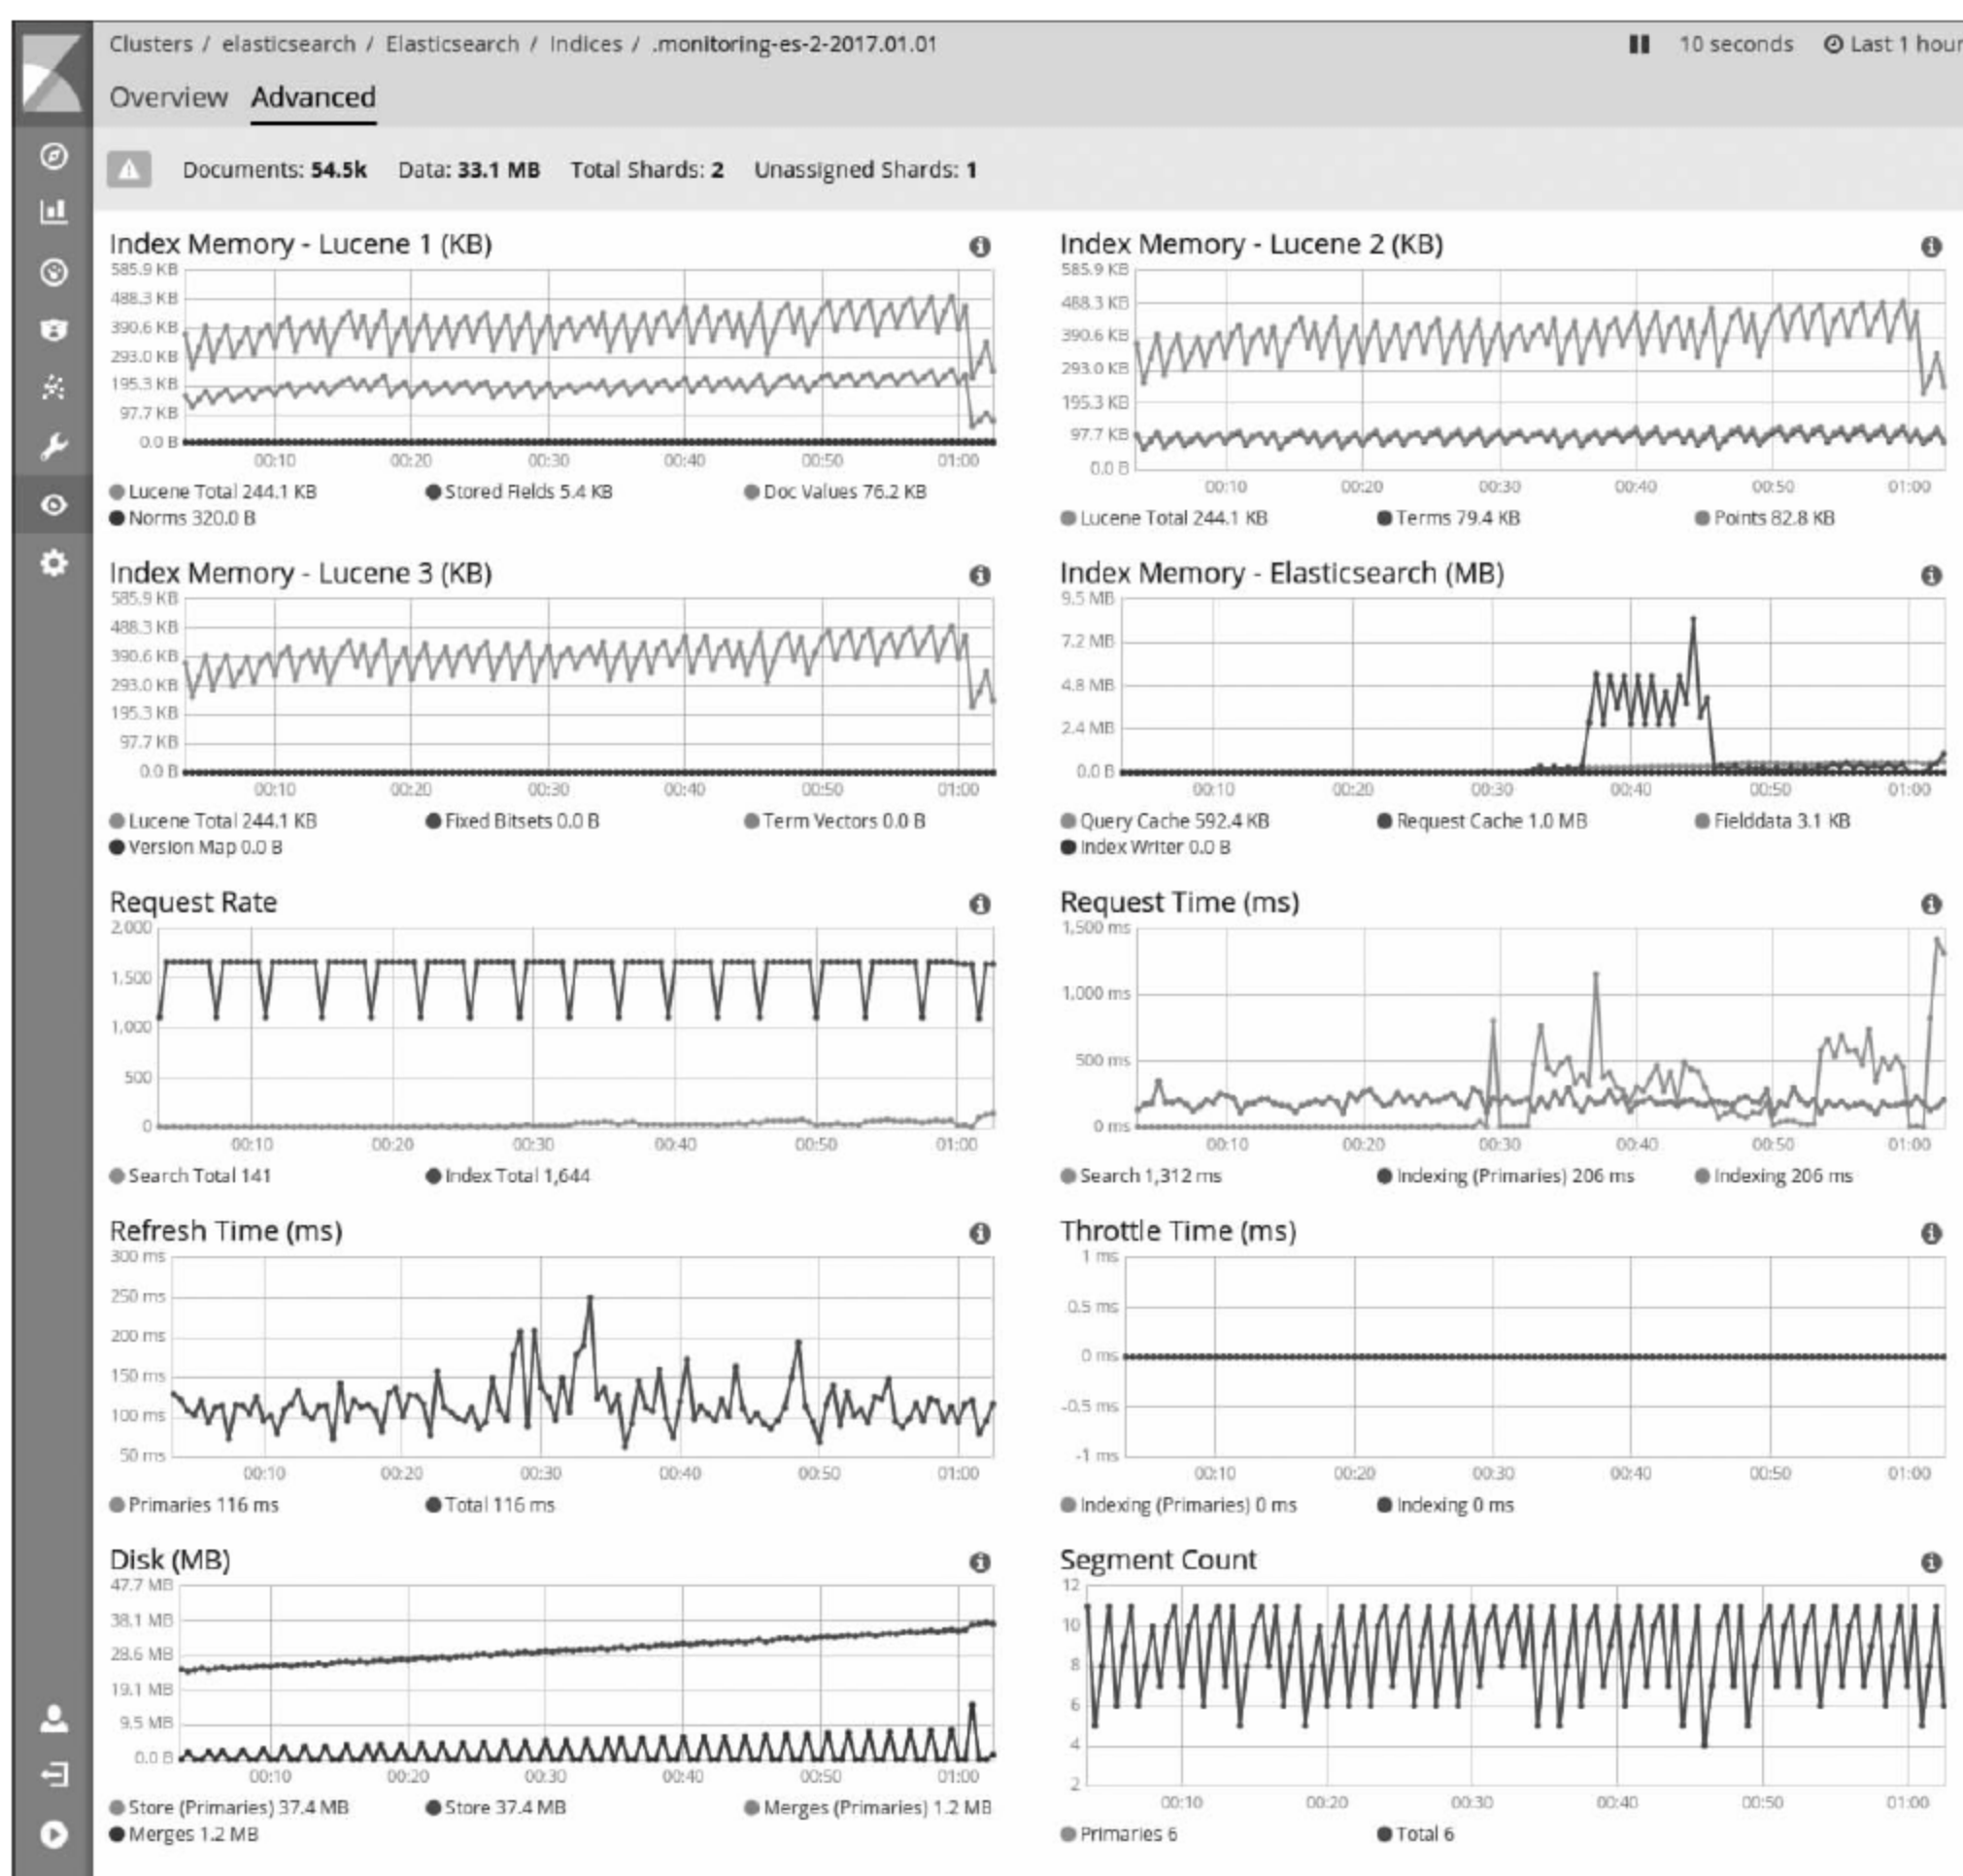 Clusters / elasticsearch / Elasticsearch / Indices / .monitoring-es-2-2017.01.01
10 seconds Last 1 hour
Overview Advanced
Documents: 54.5k Data: 33.1 MB Total Shards: 2 Unassigned Shards: 1
Index Memory - Lucene 1 (KB)
585.9 KB
488.3 KB
390.6 KB
293.0 KB
195.3 KB
97.7 KB
0.0 B
00:10 00:20 00:30 00:40 00:50 01:00
Lucene Total 244.1 KB Stored Fields 5.4 KB Doc Values 76.2 KB
Norms 320.0 B
Index Memory - Lucene 2 (KB)
585.9 KB
488.3 KB
390.6 KB
293.0 KB
195.3 KB
97.7 KB
0.0 B
00:10 00:20 00:30 00:40 00:50 01:00
Lucene Total 244.1 KB Terms 79.4 KB Points 82.8 KB
Index Memory - Lucene 3 (KB)
585.9 KB
488.3 KB
390.6 KB
293.0 KB
195.3 KB
97.7 KB
0.0 B
00:10 00:20 00:30 00:40 00:50 01:00
Lucene Total 244.1 KB Fixed Bitsets 0.0 B Term Vectors 0.0 B
Version Map 0.0 B
Index Memory - Elasticsearch (MB)
9.5 MB
7.2 MB
4.8 MB
2.4 MB
0.0 B
00:10 00:20 00:30 00:40 00:50 01:00
Query Cache 592.4 KB Request Cache 1.0 MB Fielddata 3.1 KB
Index Writer 0.0 B
Request Rate
2,000
1,500
1,000
500
0
00:10 00:20 00:30 00:40 00:50 01:00
Search Total 141 Index Total 1,644
Request Time (ms)
1,500 ms
1,000 ms
500 ms
0 ms
00:10 00:20 00:30 00:40 00:50 01:00
Search 1,312 ms Indexing (Primaries) 206 ms Indexing 206 ms
Refresh Time (ms)
300 ms
250 ms
200 ms
150 ms
100 ms
50 ms
00:10 00:20 00:30 00:40 00:50 01:00
Primaries 116 ms Total 116 ms
Throttle Time (ms)
1 ms
0.5 ms
0 ms
-0.5 ms
-1 ms
00:10 00:20 00:30 00:40 00:50 01:00
Indexing (Primaries) 0 ms Indexing 0 ms
Disk (MB)
47.7 MB
38.1 MB
28.6 MB
19.1 MB
9.5 MB
0.0 B
00:10 00:20 00:30 00:40 00:50 01:00
Store (Primaries) 37.4 MB Store 37.4 MB Merges (Primaries) 1.2 MB
Merges 1.2 MB
Segment Count
12
10
8
6
4
2
00:10 00:20 00:30 00:40 00:50 01:00
Primaries 6 Total 6